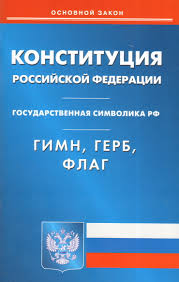 ОСНОВНОЙ ЗАКОН
КОНСТИТУЦИЯ
РОССИЙСКОЙ ФЕДЕРАЦИИ
ГОСУДАРСТВЕННАЯ СИМВОЛИКА РФ
ГИМН, ГЕРБ,
ФЛАГ